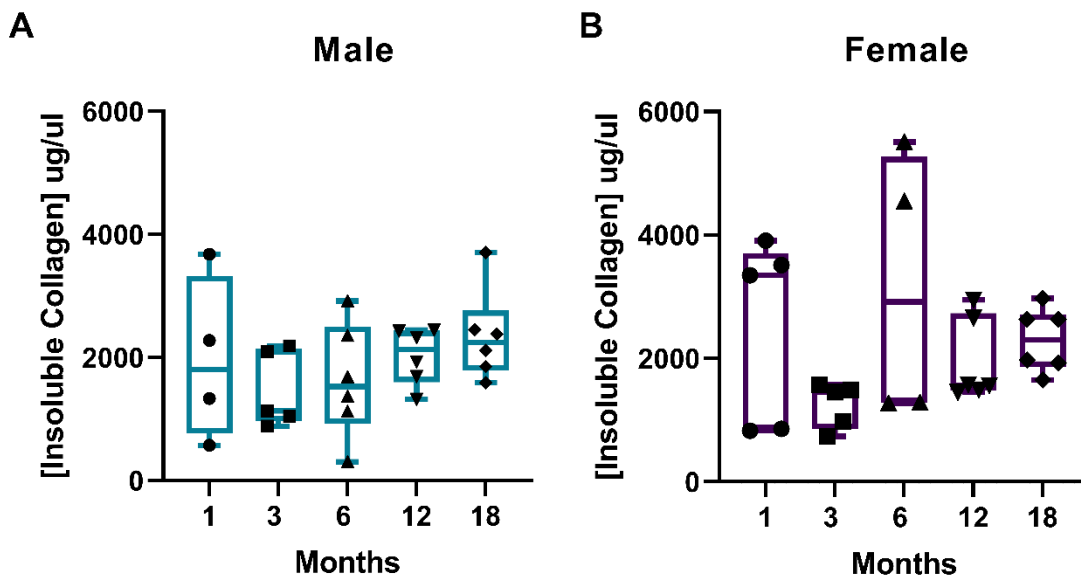 A
Male
[Insoluble Collagen] ug/ul
6000
4000
2000
0
1 3 6 12 18
Months
B
Female
[Insoluble Collagen] ug/ul
6000
4000
2000
0
1 3 6 12 18
Months